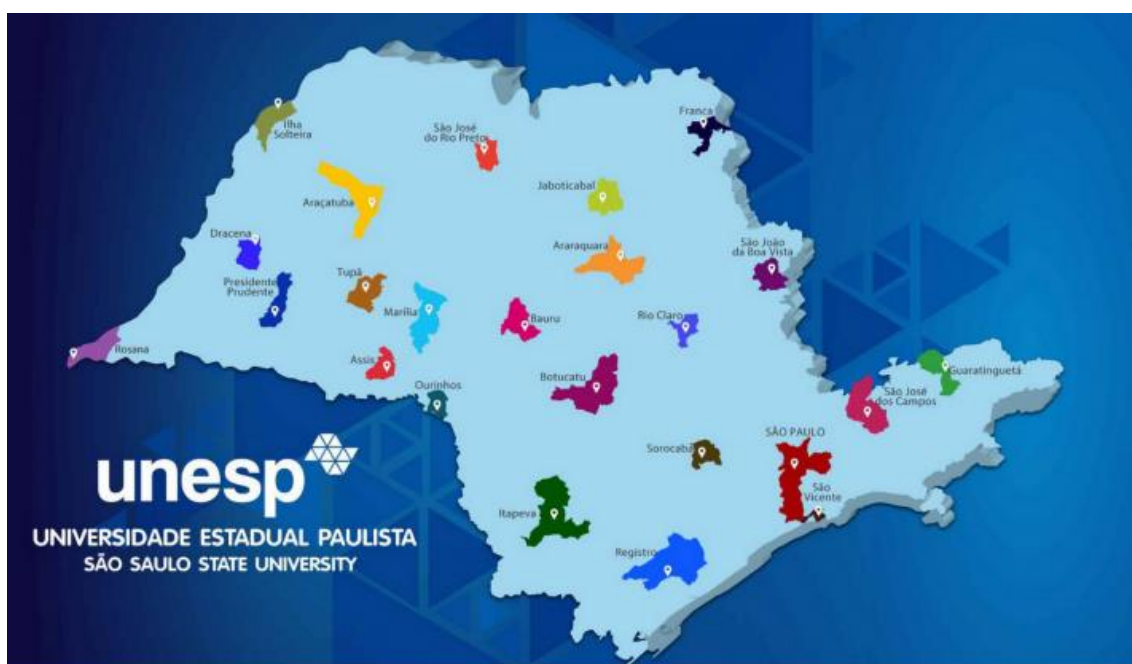 Ilha
Solteira
São José
do Rio Preto
Franca
Jaboticabal
Araçatuba
Dracena
Araraquara
São João
da Boa Vista
Presidente
Prudente
Tupã
Marília
Bauru
Rio Claro
Rosana
Assis
Ourinhos
Botucatu
Guaratinguetá
São José
dos Campos
SÃO PAULO
Sorocaba
São
Vicente
Itapeva
Registro
unesp
UNIVERSIDADE ESTADUAL PAULISTA
SÃO SAULO STATE UNIVERSITY